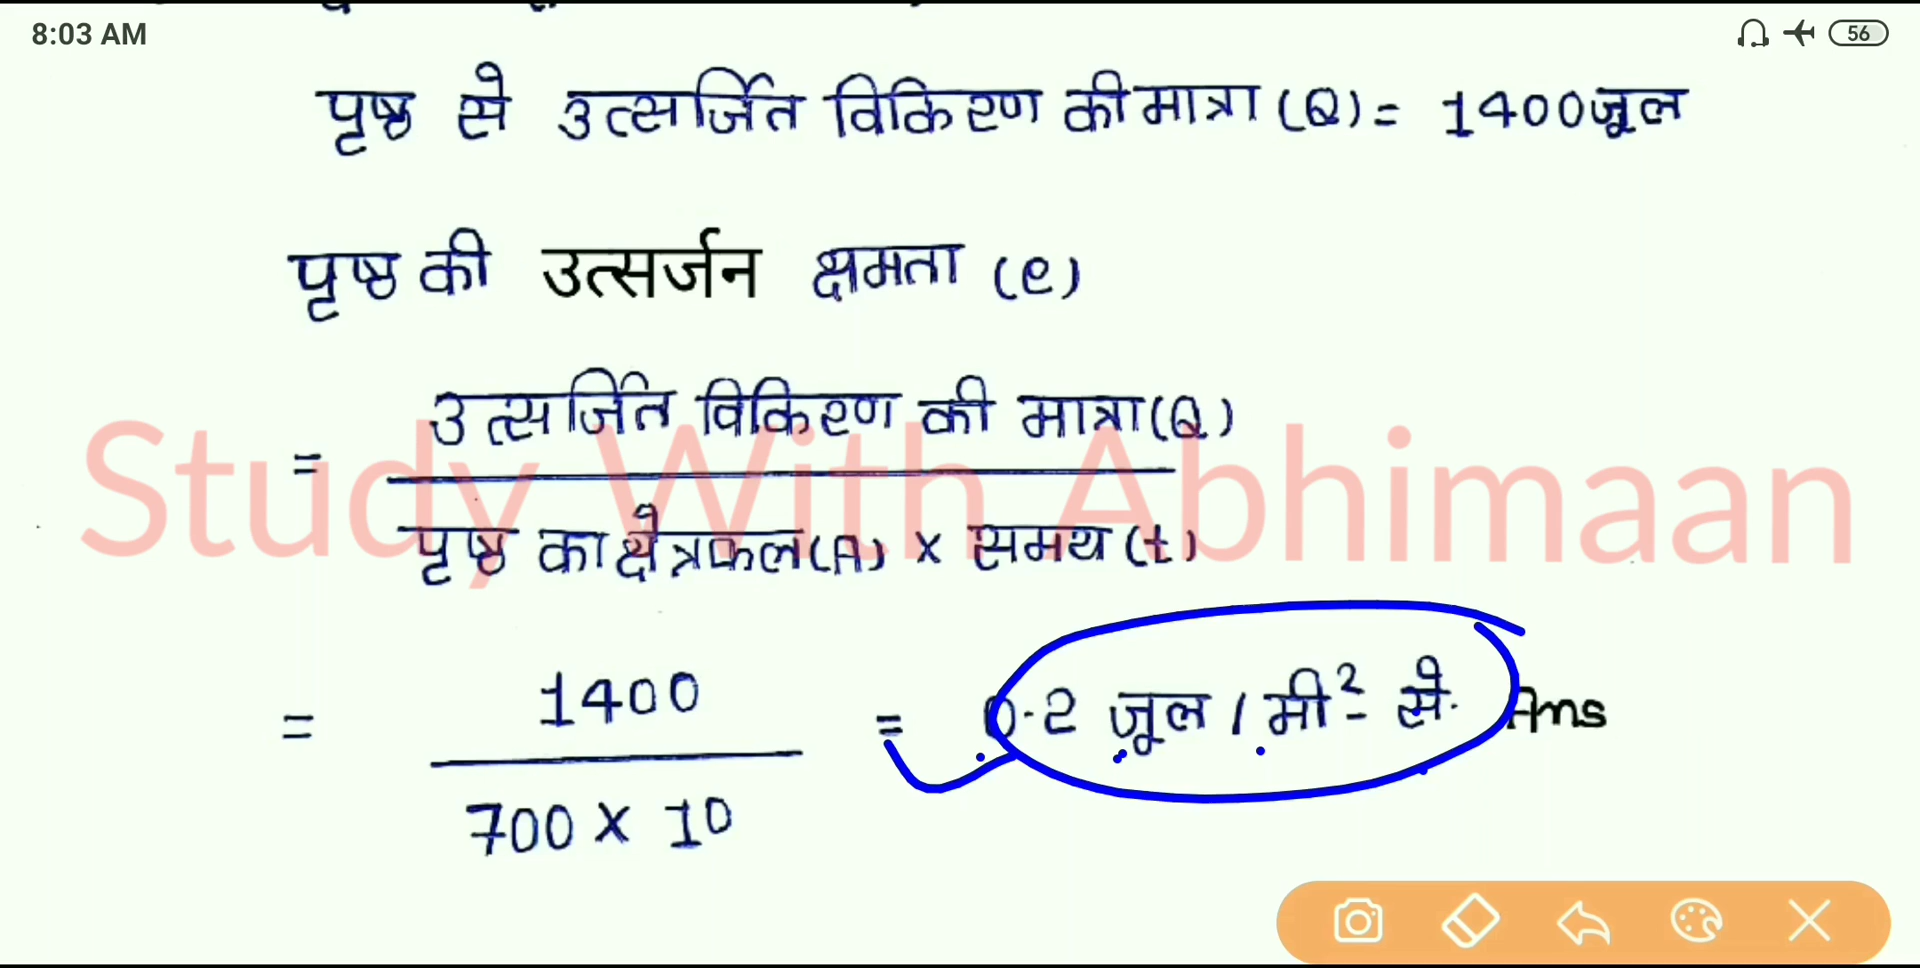 8:03 AM
56
पृष्ठ से उत्सर्जित विकिरण की मात्रा (Q) = 1400 जूल
पृष्ठ की उत्सर्जन क्षमता (e)
= उत्सर्जित विकिरण की मात्रा (Q)
पृष्ठ का क्षेत्रफल (A) × समय (t)
Study With Abhimaan
= 1400
700 × 10
= 0.2 जूल / मी² - से. Ans